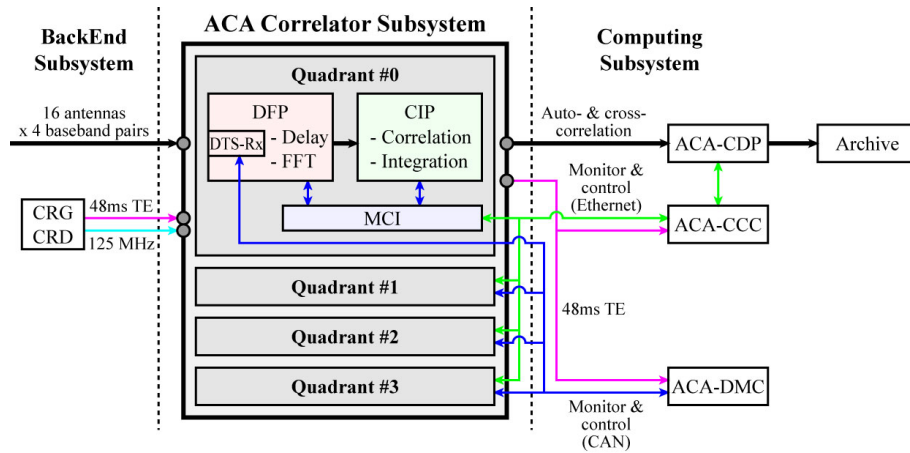 BackEnd
Subsystem
ACA Correlator Subsystem
Computing
Subsystem
Quadrant #0
16 antennas
x 4 baseband pairs
DFP
DTS-Rx
- Delay
- FFT
CIP
- Correlation
- Integration
MCI
Auto- & cross-
correlation
ACA-CDP
Archive
Monitor &
control
(Ethernet)
ACA-CCC
CRG
CRD
48ms TE
125 MHz
Quadrant #1
Quadrant #2
Quadrant #3
48ms TE
ACA-DMC
Monitor &
control
(CAN)